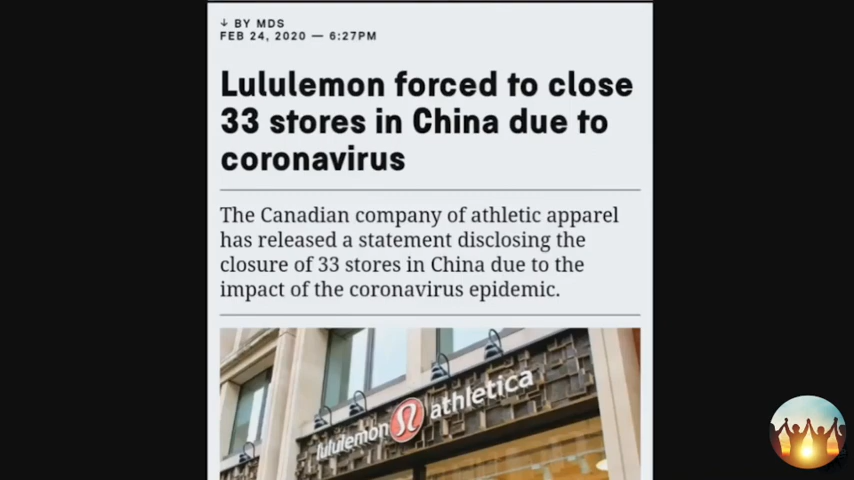 ↓ BY MDS
FEB 24, 2020 — 6:27PM
Lululemon forced to close
33 stores in China due to
coronavirus
The Canadian company of athletic apparel
has released a statement disclosing the
closure of 33 stores in China due to the
impact of the coronavirus epidemic.
lululemon athletica